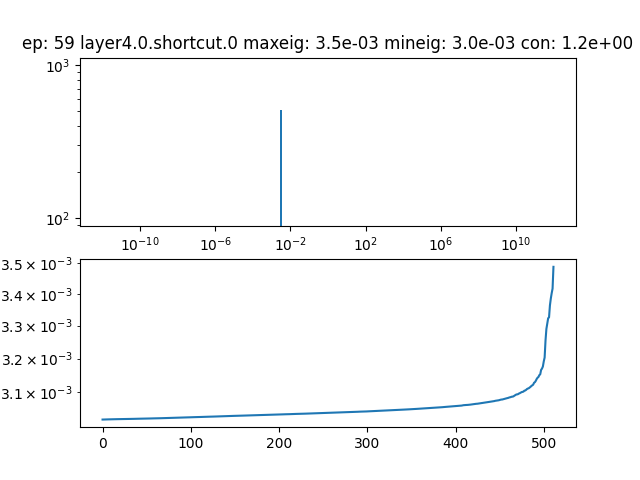 ep: 59 layer4.0.shortcut.0 maxeig: 3.5e-03 mineig: 3.0e-03 con: 1.2e+00
10³
10²
10⁻¹⁰ 10⁻⁶ 10⁻² 10² 10⁶ 10¹⁰
3.5 × 10⁻³
3.4 × 10⁻³
3.3 × 10⁻³
3.2 × 10⁻³
3.1 × 10⁻³
0 100 200 300 400 500